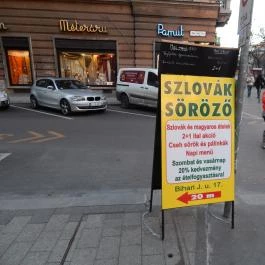 Méteráru
Pamut
SZLOVÁK
SÖRÖZŐ
Szlovák és magyaros ételek
2+1 ital akció
Cseh sörök és pálinkák
Napi menü
Szombat és vasárnap
20% kedvezmény
az ételfogyasztásra!
Bihari J. u. 17.
20 m